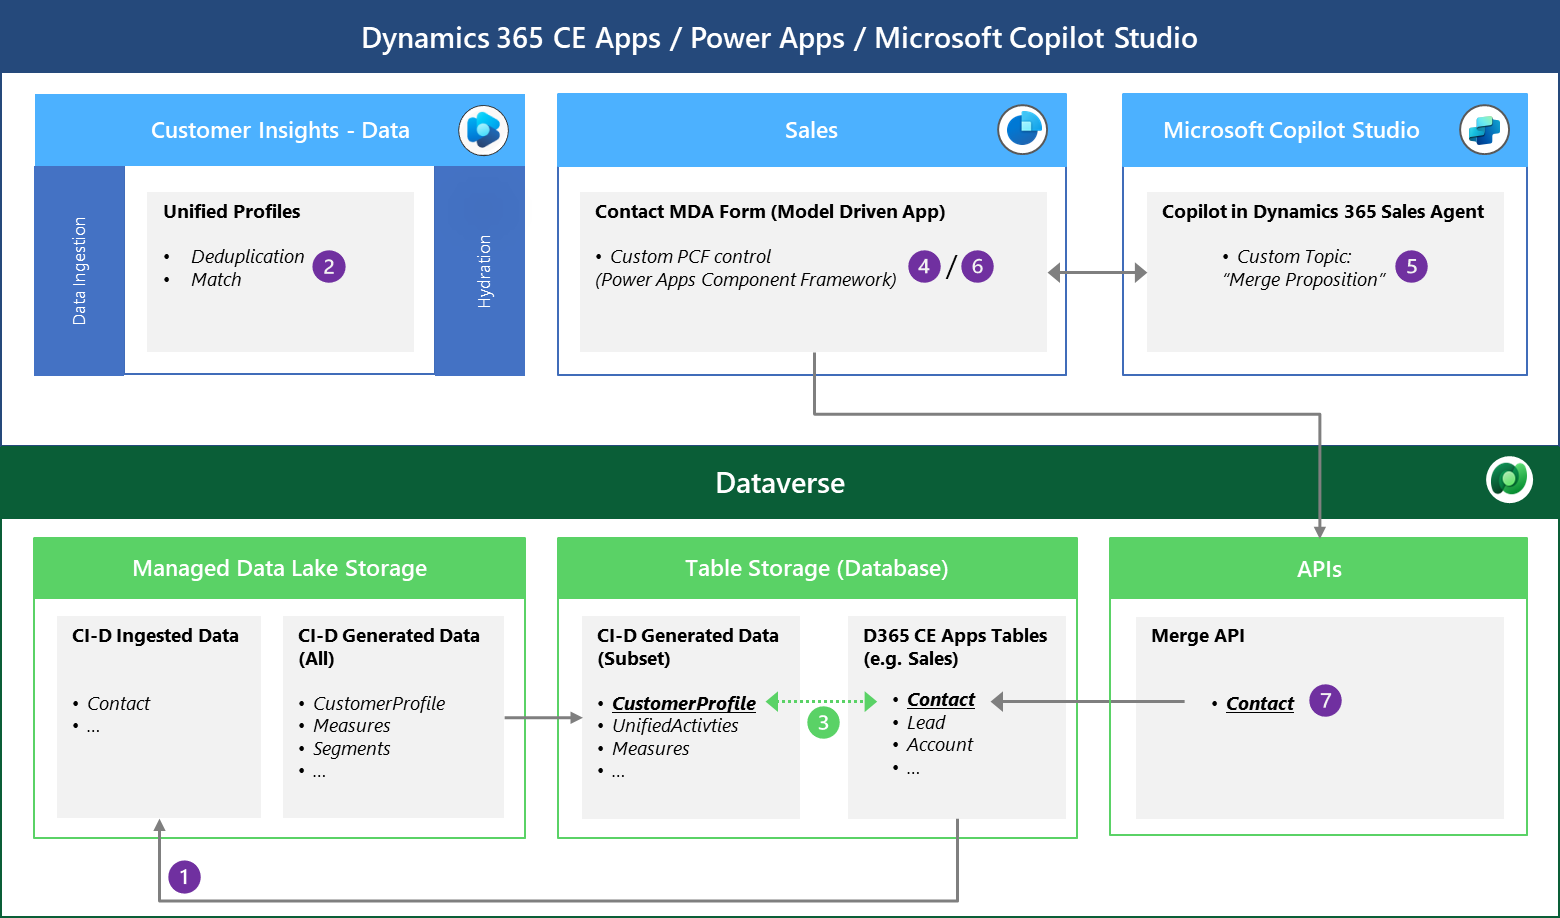 Dynamics 365 CE Apps / Power Apps / Microsoft Copilot Studio
Customer Insights - Data
Data Ingestion
Unified Profiles
• Deduplication
• Match
2
Hydration
Sales
Contact MDA Form (Model Driven App)
• Custom PCF control
(Power Apps Component Framework)
4 / 6
Microsoft Copilot Studio
Copilot in Dynamics 365 Sales Agent
• Custom Topic:
“Merge Proposition”
5
Dataverse
Managed Data Lake Storage
CI-D Ingested Data
• Contact
• ...
CI-D Generated Data
(All)
• CustomerProfile
• Measures
• Segments
• ...
Table Storage (Database)
CI-D Generated Data
(Subset)
• CustomerProfile
• UnifiedActivties
• Measures
• ...
3
D365 CE Apps Tables
(e.g. Sales)
• Contact
• Lead
• Account
• ...
APIs
Merge API
• Contact
7
1